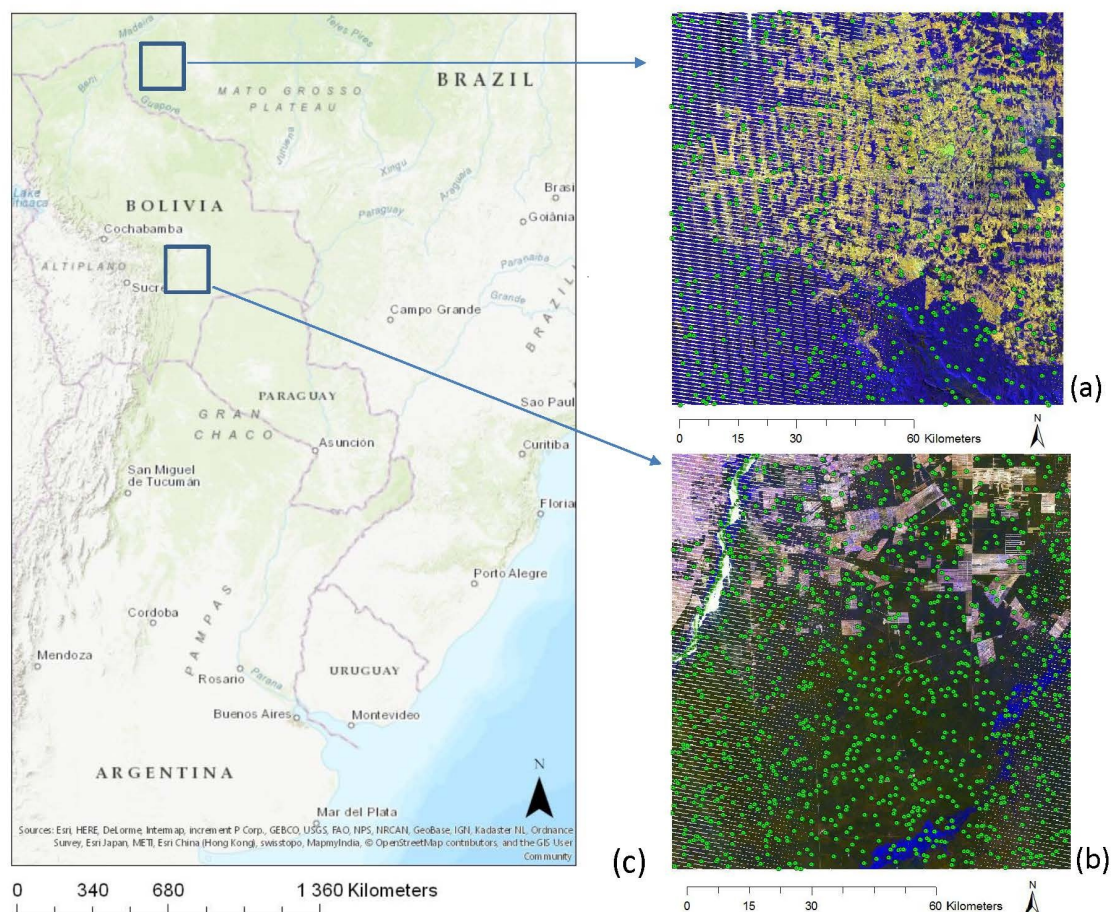 Madeira
Teles Pires
Beni
BRAZIL
MATO GROSSO
PLATEAU
Guapore
Juruena
Xingu
Araguaia
Lake
BOLIVIA
Brasi
Paraguay
Goiânia
Cochabamba
ALTIPLANO
Sucre
Paranaiba
Grande
Campo Grande
BRAZIL
PARAGUAY
GRAN
CHACO
Sao Paul
Asunción
Curitiba
San Miguel
de Tucumán
Florian
Porto Alegre
PAMPAS
Cordoba
Mendoza
URUGUAY
Rosario
Parana
Buenos Aires
Montevideo
ARGENTINA
N
Mar del Plata
Sources: Esri, HERE, DeLorme, Intermap, increment P Corp., GEBCO, USGS, FAO, NPS, NRCAN, GeoBase, IGN, Kadaster NL, Ordnance
Survey, Esri Japan, METI, Esri China (Hong Kong), swisstopo, MapmyIndia, © OpenStreetMap contributors, and the GIS User
Community
(c)
0 340 680 1 360 Kilometers
(a)
0 15 30 60 Kilometers
N
(b)
0 30 60 Kilometers
N